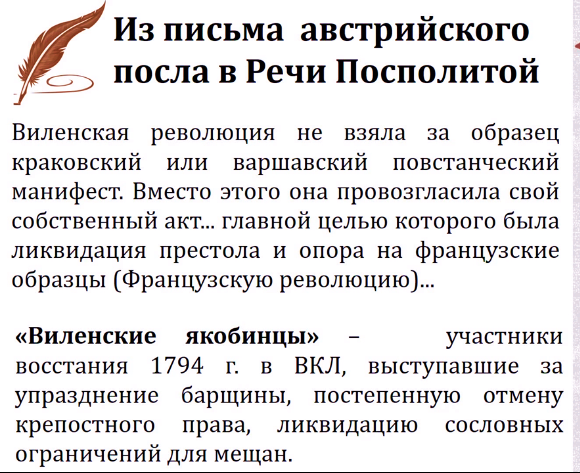 Из письма австрийского
посла в Речи Посполитой
Виленская революция не взяла за образец
краковский или варшавский повстанческий
манифест. Вместо этого она провозгласила свой
собственный акт... главной целью которого была
ликвидация престола и опора на французские
образцы (Французскую революцию)...
«Виленские якобинцы» – участники
восстания 1794 г. в ВКЛ, выступавшие за
упразднение барщины, постепенную отмену
крепостного права, ликвидацию сословных
ограничений для мещан.